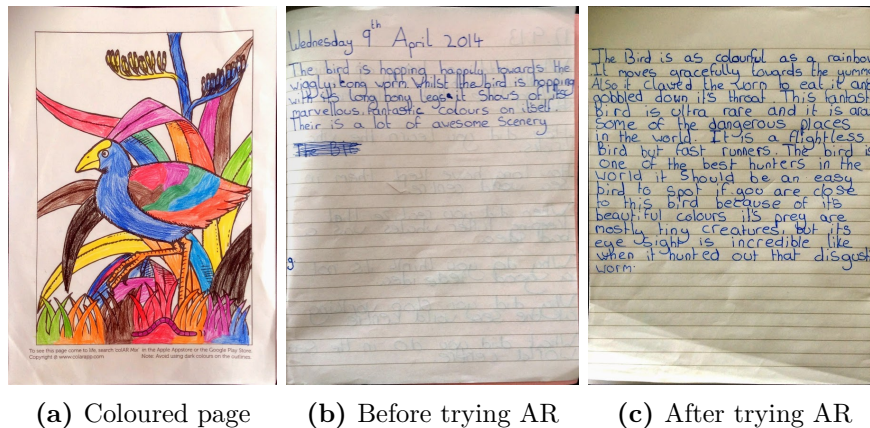 To see this page come to life, search colAR Mix in the Apple Appstore or the Google Play Store.
Copyright @ www.colarapp.com Note: Avoid using dark colours on the outlines.
(a) Coloured page
Wednesday 9th April 2014
The bird is hopping happily towards the
wiggly, long worm. Whilst the bird is hopping
with its long bony legs it shows of its
marvellous, fantastic colours on itself.
Their is a lot of awesome scenery
g
(b) Before trying AR
The Bird is as colourful as a rainbow
It moves gracefully towards the yumm
Also it clawed the worn to eat it and
gobbled down it's throat. This fantast
Bird is ultra rare and it is
some of the dangerous places
in the world. It is a flightless
Bird but fast runners. The bird is
one of the best hunters in the
world it should be an easy
bird to spot if you are close
to this bird because of it's
beautiful colours it's prey are
mostly tiny creatures, but its
eye sight is incredible like
when it hunted out that disgusti
worm.
(c) After trying AR